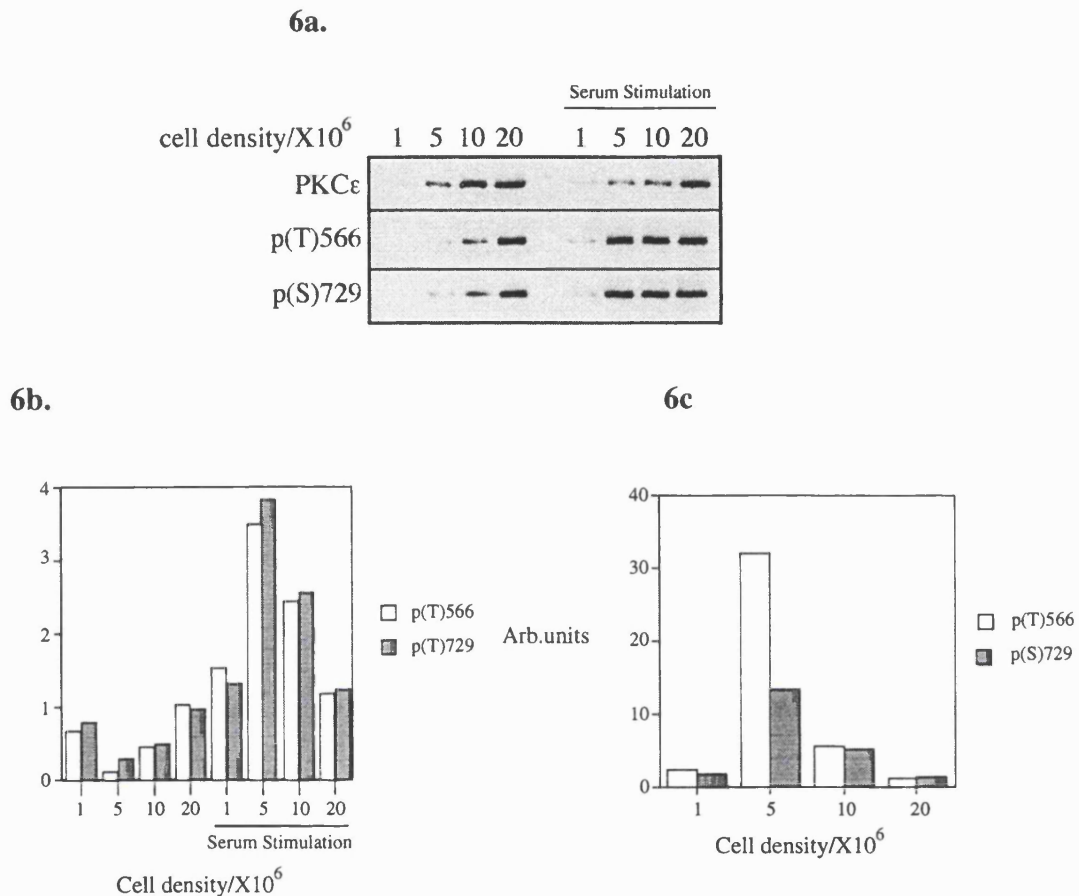 6a.
Serum Stimulation
cell density/X10⁶ 1 5 10 20 1 5 10 20
PKCε
p(T)566
p(S)729
6b.
4
3
2
1
0
1 5 10 20 1 5 10 20
Serum Stimulation
Cell density/X10⁶
p(T)566
p(T)729
6c
Arb.units
40
30
20
10
0
1 5 10 20
Cell density/X10⁶
p(T)566
p(S)729